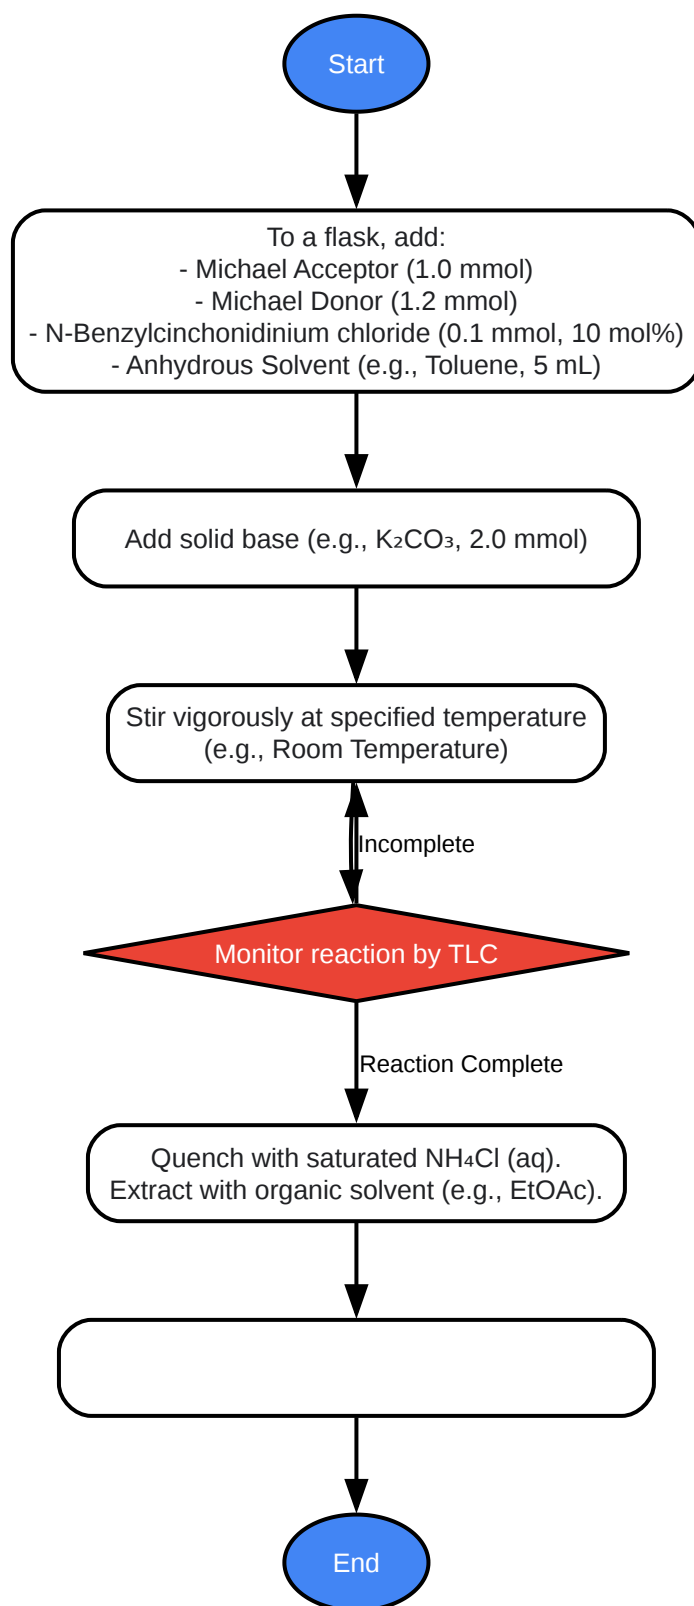 Start
To a flask, add:
- Michael Acceptor (1.0 mmol)
- Michael Donor (1.2 mmol)
- N-Benzylcinchonidinium chloride (0.1 mmol, 10 mol%)
- Anhydrous Solvent (e.g., Toluene, 5 mL)
Add solid base (e.g., K₂CO₃, 2.0 mmol)
Stir vigorously at specified temperature
(e.g., Room Temperature)
Incomplete
Monitor reaction by TLC
Reaction Complete
Quench with saturated NH₄Cl (aq).
Extract with organic solvent (e.g., EtOAc).
End